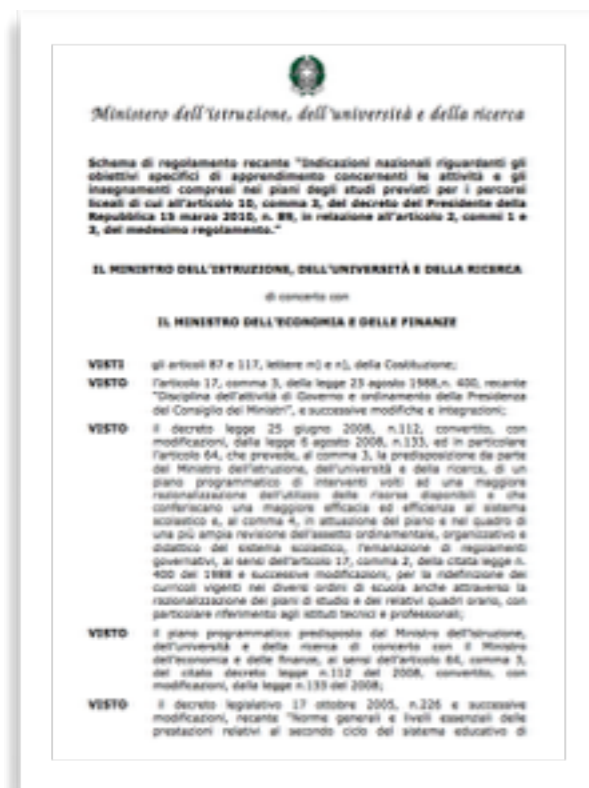 Ministero dell'istruzione, dell'università e della ricerca
Schema di regolamento recante "Indicazioni nazionali riguardanti gli
obiettivi specifici di apprendimento concernenti le attività e gli
insegnamenti compresi nei piani degli studi previsti per i percorsi
liceali di cui all'articolo 10, comma 3, del decreto del Presidente della
Repubblica 15 marzo 2010, n. 89, in relazione all'articolo 2, commi 1 e
3, del medesimo regolamento."
IL MINISTRO DELL'ISTRUZIONE, DELL'UNIVERSITÀ E DELLA RICERCA
di concerto con
IL MINISTRO DELL'ECONOMIA E DELLE FINANZE
VISTI gli articoli 87 e 117, lettere m) e n), della Costituzione;
VISTO l'articolo 17, comma 3, della legge 23 agosto 1988,n. 400, recante
"Disciplina dell'attività di Governo e ordinamento della Presidenza
del Consiglio dei Ministri", e successive modifiche e integrazioni;
VISTO il decreto legge 25 giugno 2008, n.112, convertito, con
modificazioni, dalla legge 6 agosto 2008, n.133, ed in particolare
l'articolo 64, che prevede, al comma 3, la predisposizione da parte
del Ministro dell'istruzione, dell'università e della ricerca, di un
piano programmatico di interventi volti ad una maggiore
razionalizzazione dell'utilizzo delle risorse disponibili e che
conferiscano una maggiore efficacia ed efficienza al sistema
scolastico e, al comma 4, in attuazione del piano e nel quadro di
una più ampia revisione dell'assetto ordinamentale, organizzativo e
didattico del sistema scolastico, l'emanazione di regolamenti
governativi, ai sensi dell'articolo 17, comma 2, della citata legge n.
400 del 1988 e successive modificazioni, per la ridefinizione dei
curricoli vigenti nei diversi ordini di scuola anche attraverso la
razionalizzazione dei piani di studio e dei relativi quadri orario, con
particolare riferimento agli istituti tecnici e professionali;
VISTO il piano programmatico predisposto dal Ministro dell'istruzione,
dell'università e della ricerca di concerto con il Ministro
dell'economia e delle finanze, ai sensi dell'articolo 64, comma 3,
del citato decreto legge n.112 del 2008, convertito, con
modificazioni, dalla legge n.133 del 2008;
VISTO il decreto legislativo 17 ottobre 2005, n.226 e successive
modificazioni, recante "Norme generali e livelli essenziali delle
prestazioni relativi al secondo ciclo del sistema educativo di